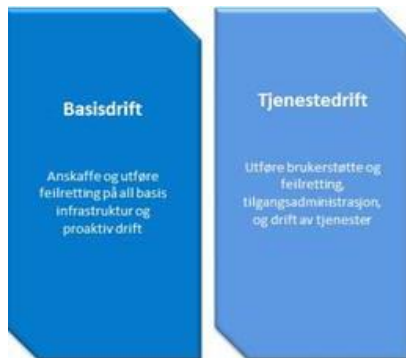 Basisdrift
Anskaffe og utføre
feilretting på all basis
infrastruktur og
proaktiv drift
Tjenestedrift
Utføre brukerstøtte og
feilretting,
tilgangsadministrasjon,
og drift av tjenester